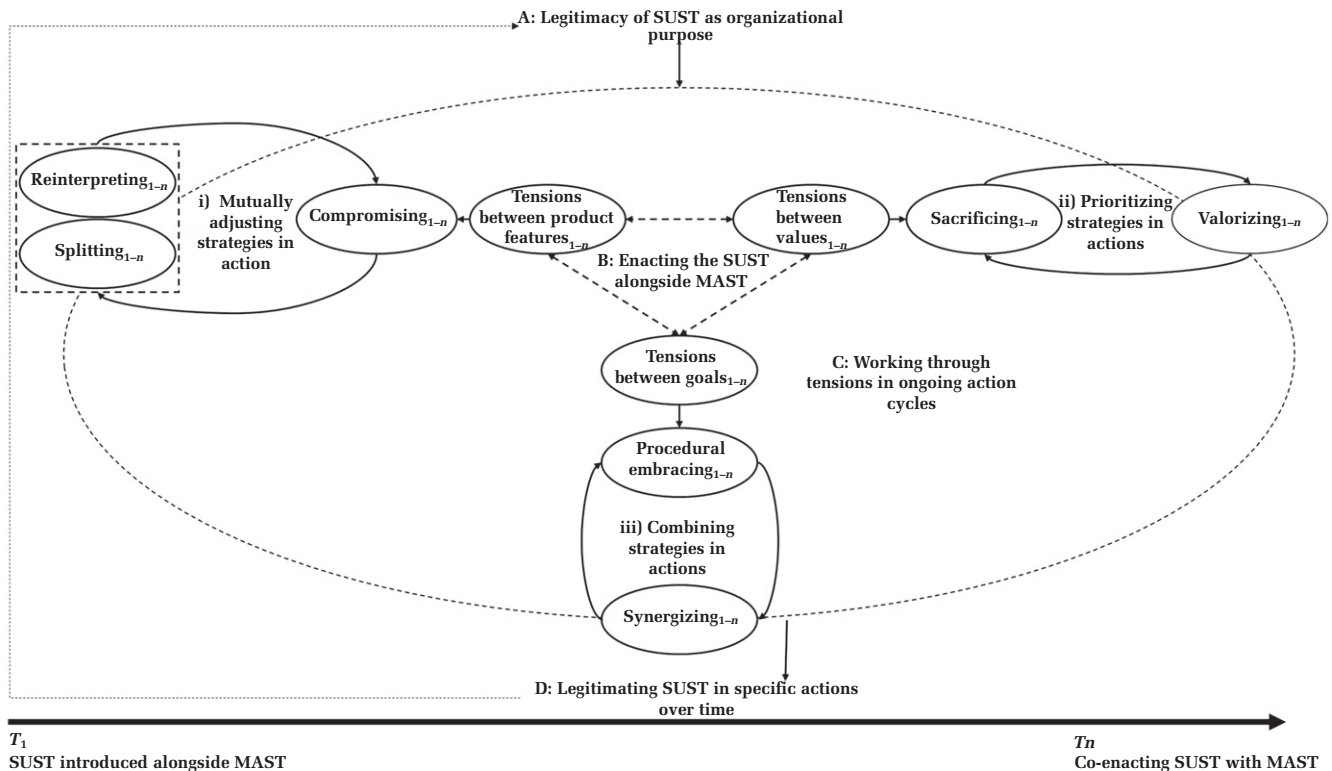 A: Legitimacy of SUST as organizational
purpose
Reinterpreting1–n
Splitting1–n
i) Mutually
adjusting
strategies in
action
Compromising1–n
Tensions
between product
features1–n
Tensions
between
values1–n
Sacrificing1–n
ii) Prioritizing
strategies in
actions
Valorizing1–n
B: Enacting the SUST
alongside MAST
Tensions
between goals1–n
C: Working through
tensions in ongoing action
cycles
Procedural
embracing1–n
iii) Combining
strategies in
actions
Synergizing1–n
D: Legitimating SUST in specific actions
over time
T1
SUST introduced alongside MAST
Tn
Co-enacting SUST with MAST